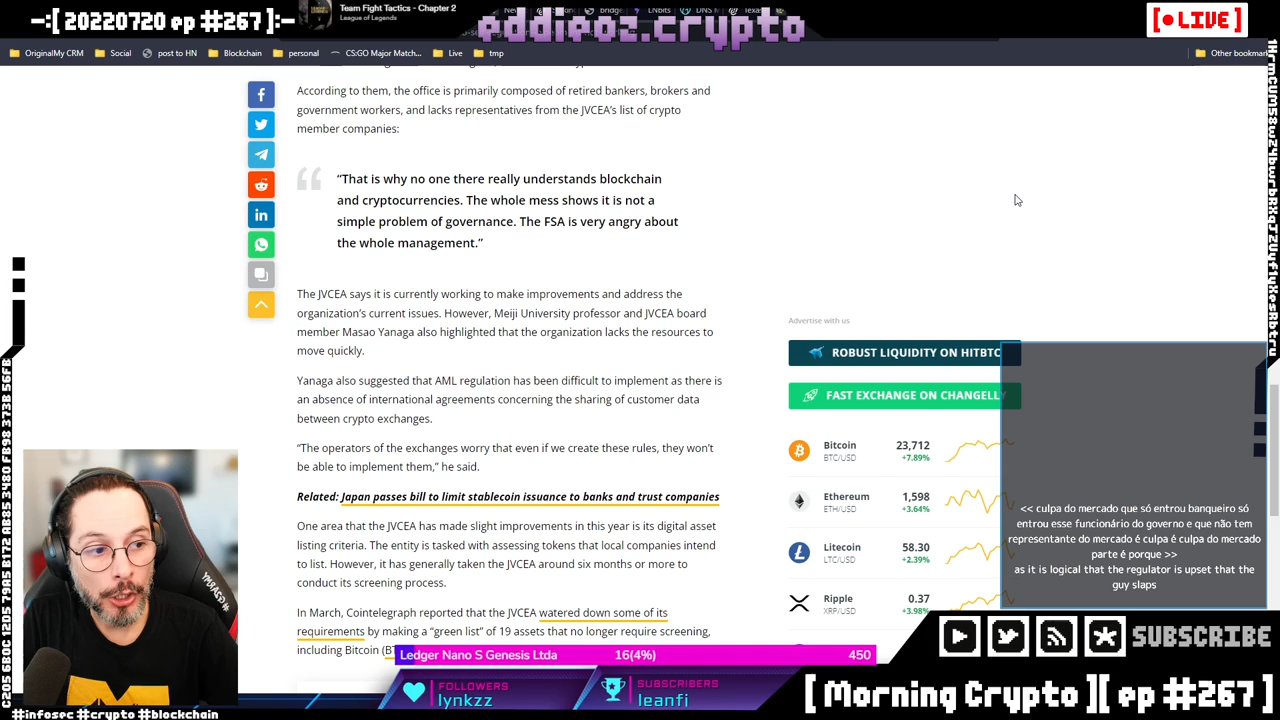 -:[ 20220720 ep #267]:-
Team Fight Tactics - Chapter 2
League of Legends
eddieoz.crypto
[●LIVE]
OriginalMy CRM
Social
post to HN
Blockchain
personal
CS:GO Major Match...
Live
tmp
Other bookmar
According to them, the office is primarily composed of retired bankers, brokers and
government workers, and lacks representatives from the JVCEA's list of crypto
member companies:
“That is why no one there really understands blockchain
and cryptocurrencies. The whole mess shows it is not a
simple problem of governance. The FSA is very angry about
the whole management.”
The JVCEA says it is currently working to make improvements and address the
organization's current issues. However, Meiji University professor and JVCEA board
member Masao Yanaga also highlighted that the organization lacks the resources to
move quickly.
Yanaga also suggested that AML regulation has been difficult to implement as there is
an absence of international agreements concerning the sharing of customer data
between crypto exchanges.
“The operators of the exchanges worry that even if we create these rules, they won't
be able to implement them,” he said.
Related: Japan passes bill to limit stablecoin issuance to banks and trust companies
One area that the JVCEA has made slight improvements in this year is its digital asset
listing criteria. The entity is tasked with assessing tokens that local companies intend
to list. However, it has generally taken the JVCEA around six months or more to
conduct its screening process.
In March, Cointelegraph reported that the JVCEA watered down some of its
requirements by making a “green list” of 19 assets that no longer require screening,
including Bitcoin (
Advertise with us
ROBUST LIQUIDITY ON HITBTC
FAST EXCHANGE ON CHANGELLY
Bitcoin 23,712
BTC/USD +7.89%
Ethereum 1,598
ETH/USD +3.64%
Litecoin 58.30
LTC/USD +2.39%
Ripple 0.37
XRP/USD +3.98%
<< culpa do mercado que só entrou banqueiro só
entrou esse funcionário do governo e que não tem
representante do mercado é culpa é culpa do mercado
parte é porque >>
as it is logical that the regulator is upset that the
guy slaps
Ledger Nano S Genesis Ltda 16(4%) 450
FOLLOWERS
lynkzz
SUBSCRIBERS
leanfi
SUBSCRIBE
[ Morning Crypto ][ ep #267 ]
#infosec #crypto #blockchain